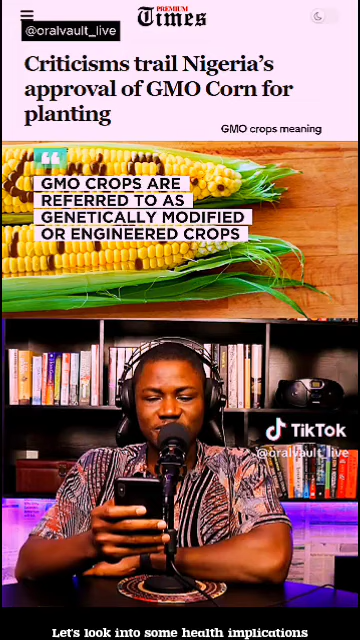 PREMIUM
Times
@oralvault_live
Criticisms trail Nigeria's
approval of GMO Corn for
planting
GMO crops meaning
GMO CROPS ARE
REFERRED TO AS
GENETICALLY MODIFIED
OR ENGINEERED CROPS
TikTok
@oralvault_live
Let's look into some health implications